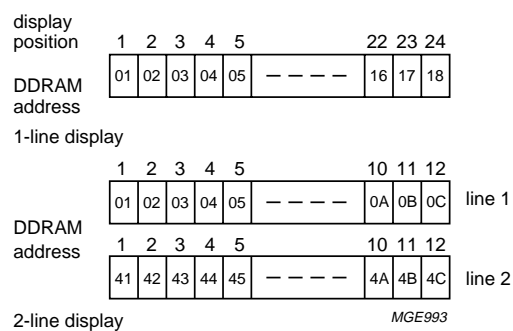 display
position 1 2 3 4 5 22 23 24
01 02 03 04 05 16 17 18
DDRAM
address
1-line display
1 2 3 4 5 10 11 12
01 02 03 04 05 0A 0B 0C line 1
DDRAM
address
1 2 3 4 5 10 11 12
41 42 43 44 45 4A 4B 4C line 2
2-line display MGE993